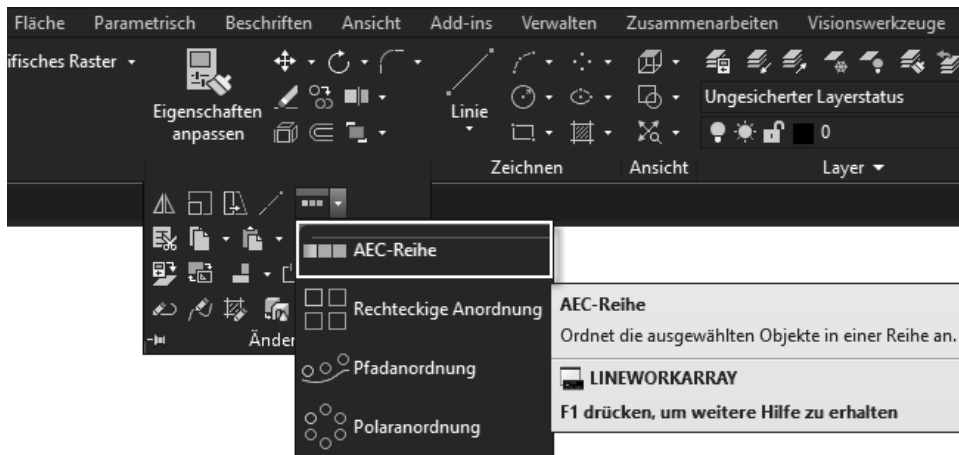 Fläche Parametrisch Beschriften Ansicht Add-ins Verwalten Zusammenarbeiten Visionswerkzeuge
ifisches Raster
Eigenschaften
anpassen
Linie
Ungesicherter Layerstatus
0
Zeichnen Ansicht Layer
AEC-Reihe
Rechteckige Anordnung
Pfadanordnung
Polaranordnung
Änder
AEC-Reihe
Ordnet die ausgewählten Objekte in einer Reihe an.
LINEWORKARRAY
F1 drücken, um weitere Hilfe zu erhalten